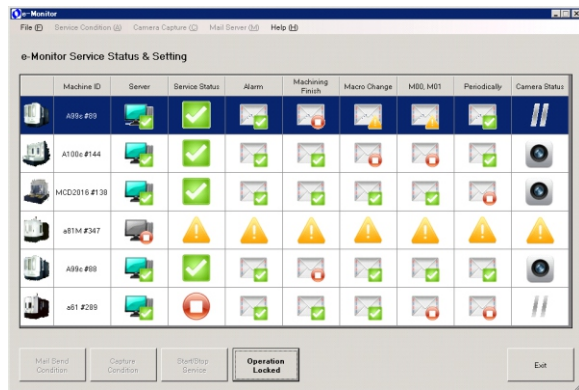 e-Monitor
File (F) Service Condition (A) Camera Capture (C) Mail Server (M) Help (H)
e-Monitor Service Status & Setting
Machine ID Server Service Status Alarm Machining Finish Macro Change M00, M01 Periodically Camera Status
A99e #89
A100e #144
MCD2016 #138
a81M #347
A99e #88
a61 #289
Mail Send Condition Capture Condition Start/Stop Service Operation Locked Exit